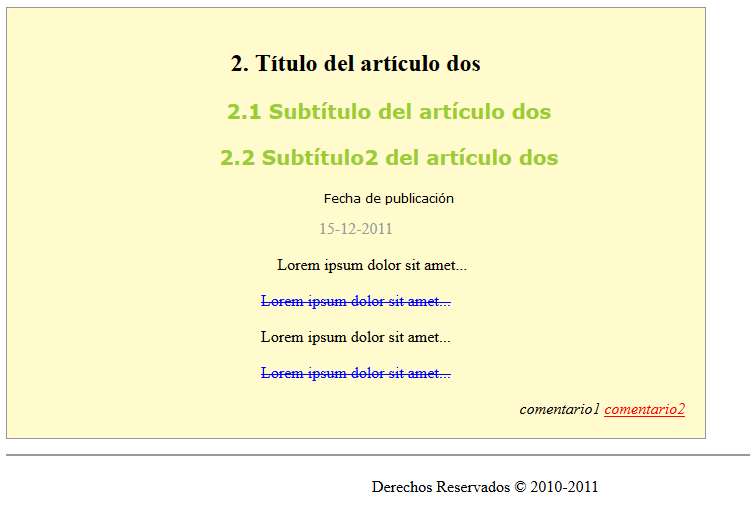 2. Título del artículo dos
2.1 Subtítulo del artículo dos
2.2 Subtítulo2 del artículo dos
Fecha de publicación
15-12-2011
Lorem ipsum dolor sit amet...
Lorem ipsum dolor sit amet...
Lorem ipsum dolor sit amet...
Lorem ipsum dolor sit amet...
comentario1 comentario2
Derechos Reservados © 2010-2011